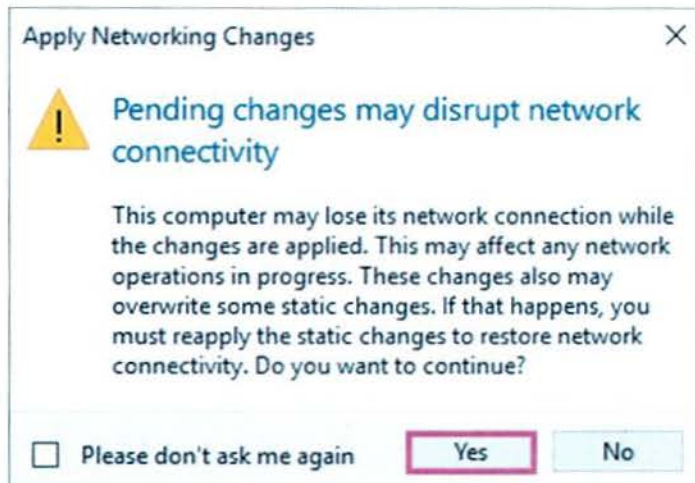 Apply Networking Changes
Pending changes may disrupt network
connectivity
This computer may lose its network connection while
the changes are applied. This may affect any network
operations in progress. These changes also may
overwrite some static changes. If that happens, you
must reapply the static changes to restore network
connectivity. Do you want to continue?
Please don't ask me again
Yes
No